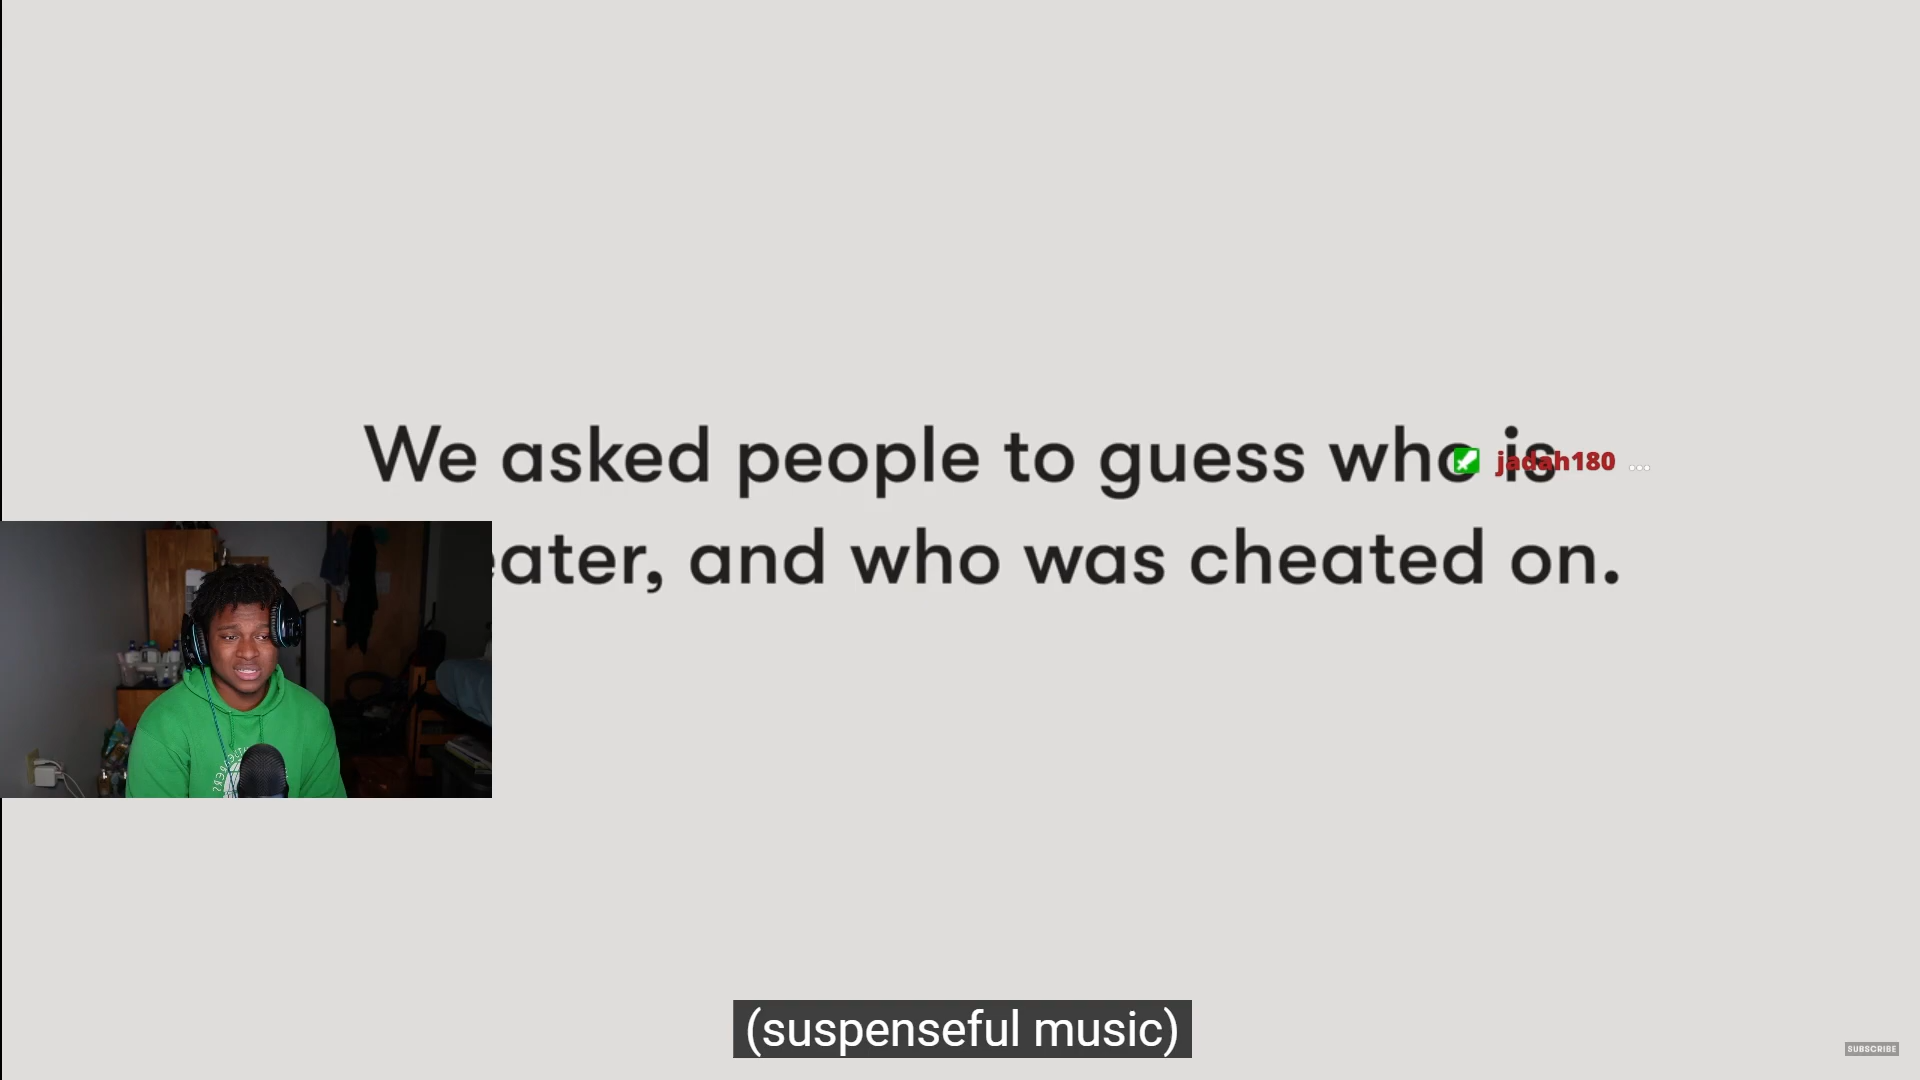 We asked people to guess who is
jadah180 ...
eater, and who was cheated on.
(suspenseful music)
SUBSCRIBE